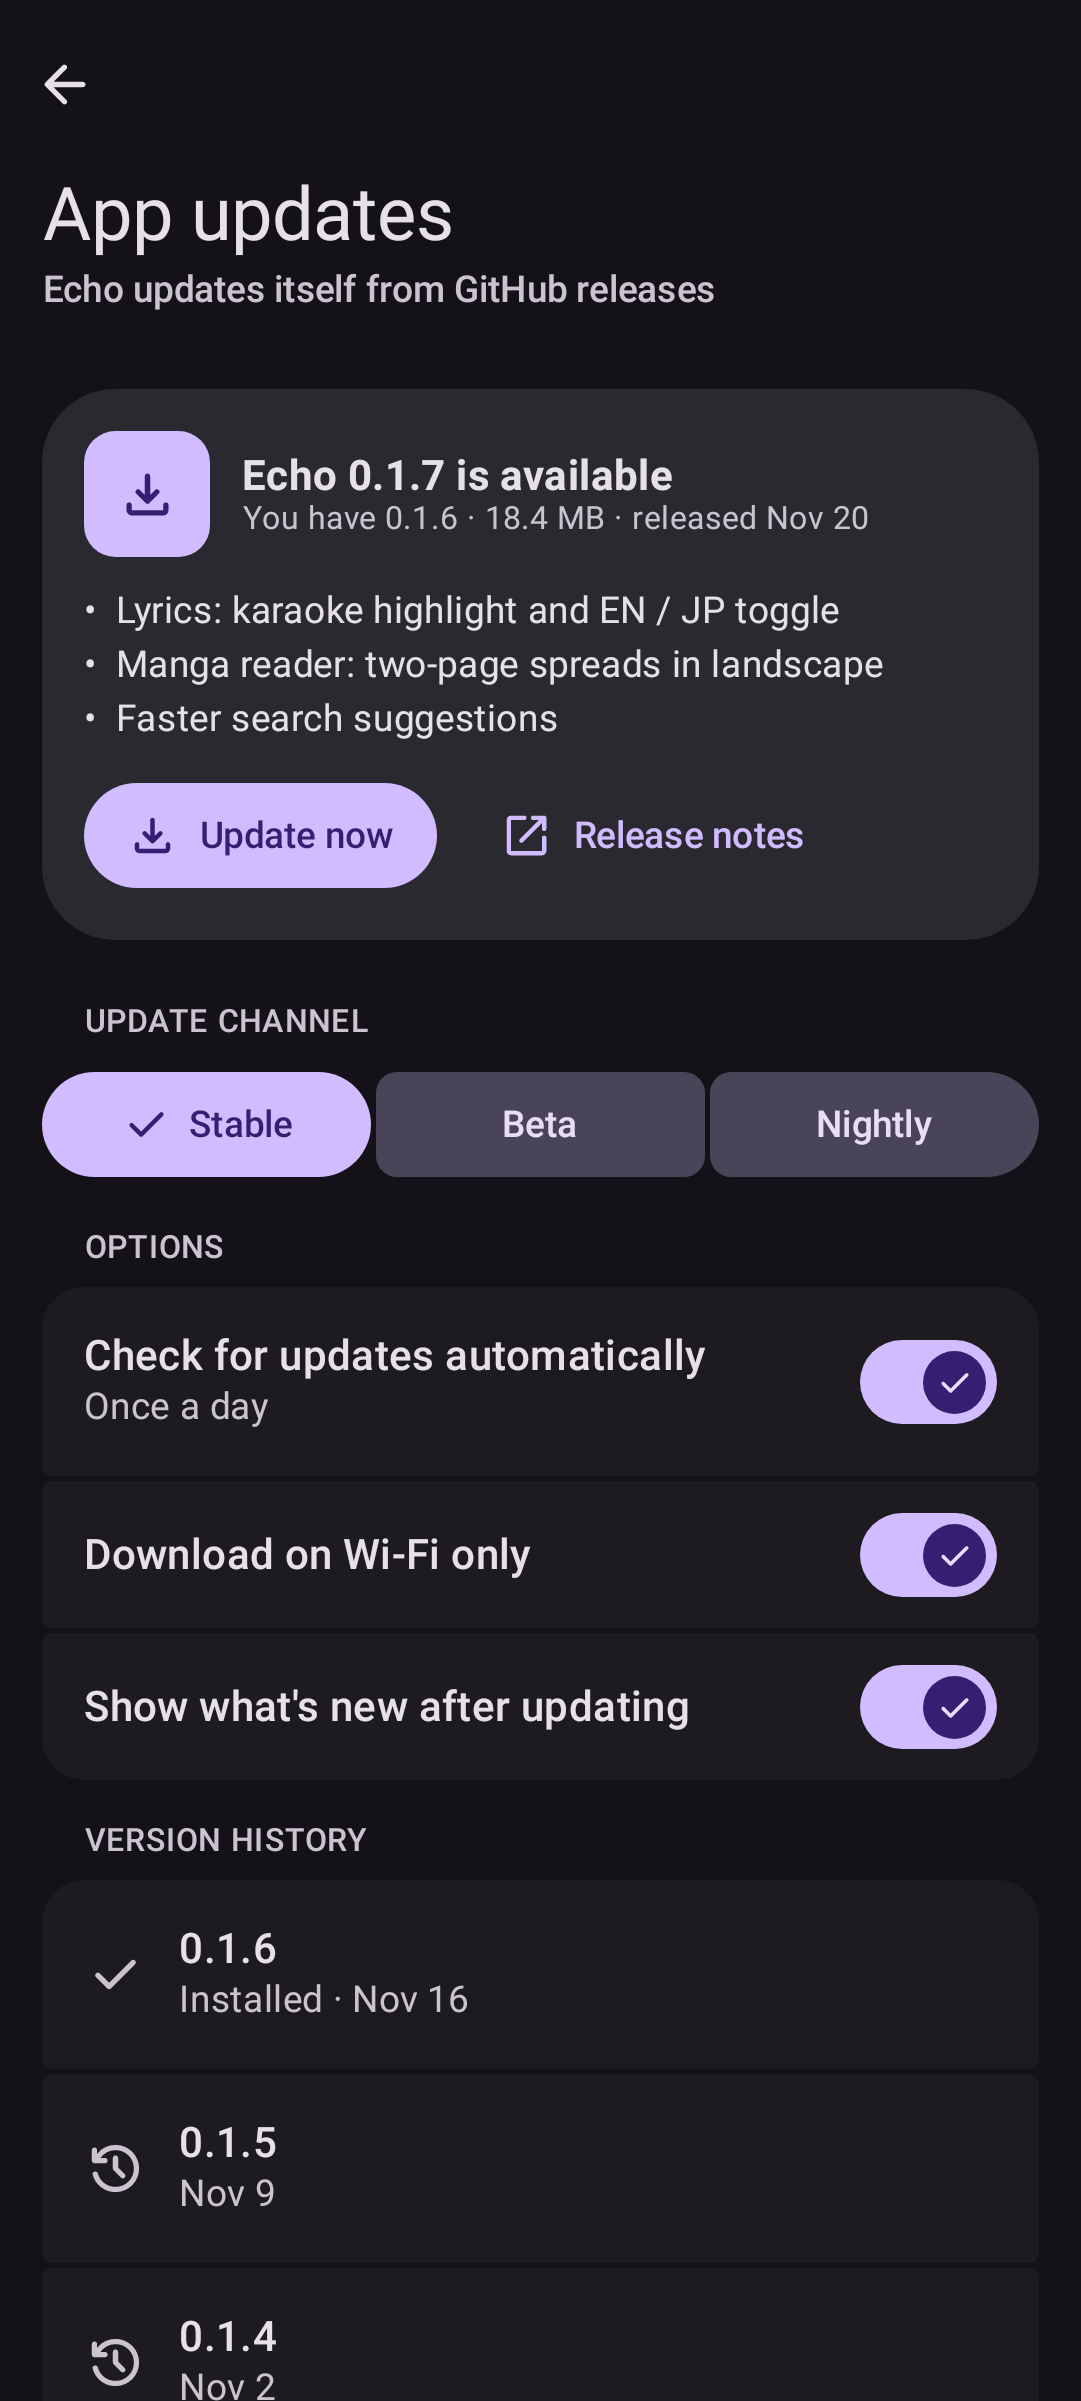 App updates
Echo updates itself from GitHub releases
Echo 0.1.7 is available
You have 0.1.6 · 18.4 MB · released Nov 20
• Lyrics: karaoke highlight and EN / JP toggle
• Manga reader: two-page spreads in landscape
• Faster search suggestions
Update now
Release notes
UPDATE CHANNEL
Stable
Beta
Nightly
OPTIONS
Check for updates automatically
Once a day
Download on Wi-Fi only
Show what's new after updating
VERSION HISTORY
0.1.6
Installed · Nov 16
0.1.5
Nov 9
0.1.4
Nov 2